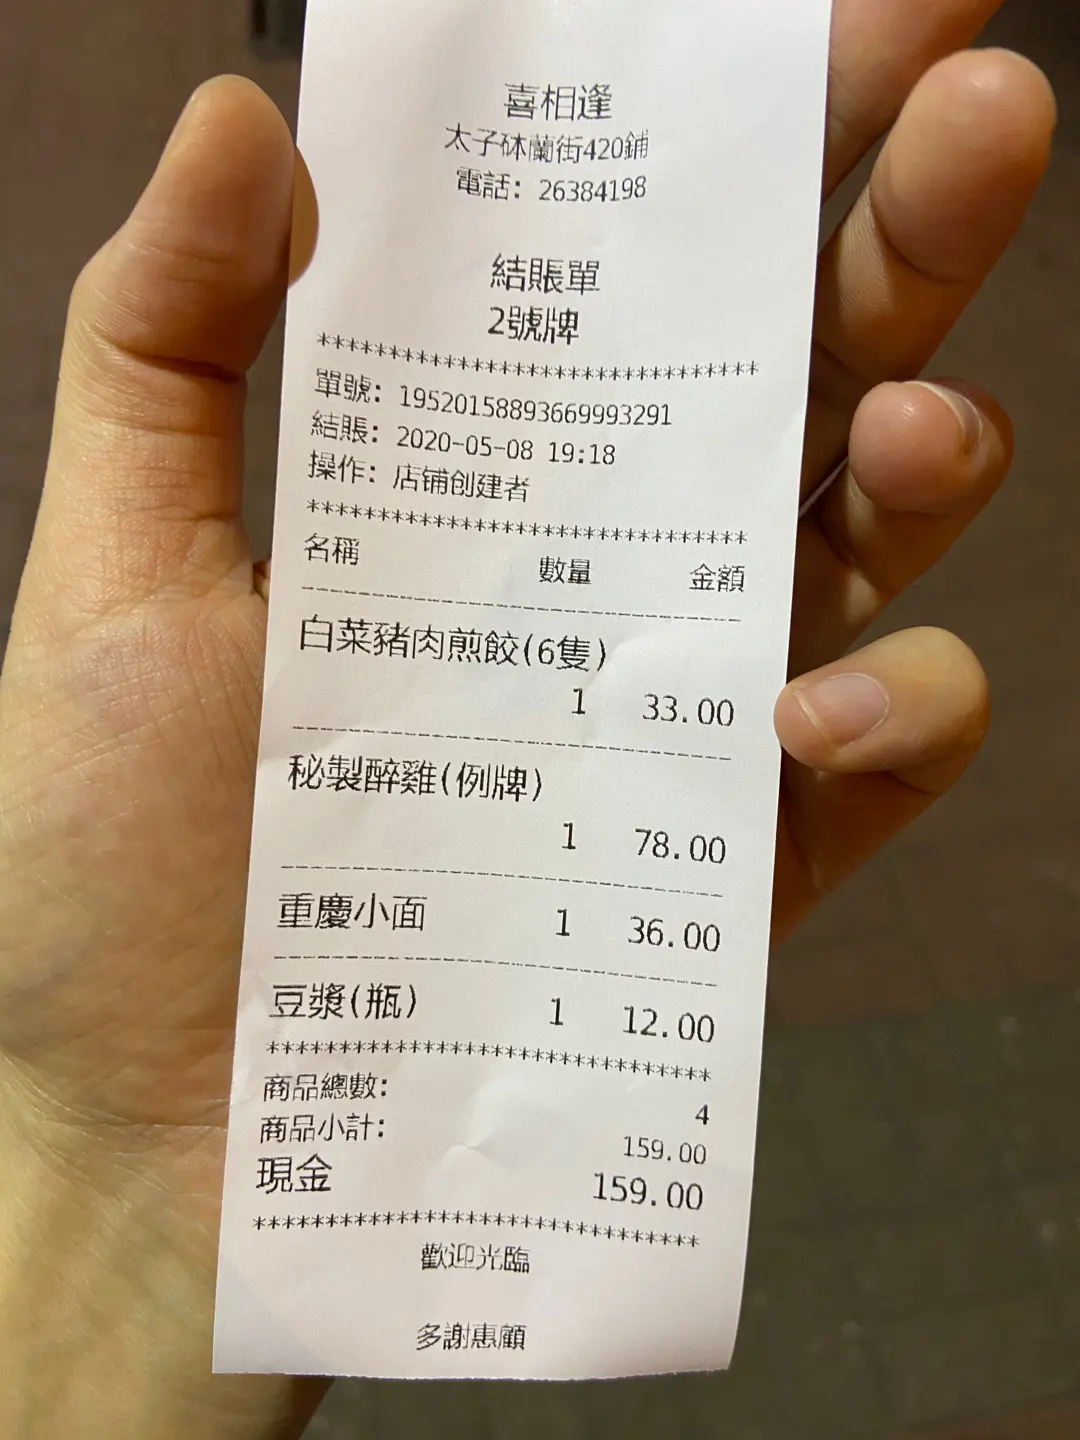 喜相逢
太子砵蘭街420鋪
電話: 26384198
結賬單
2號牌
********************************
單號: 19520158893669993291
結賬: 2020-05-08 19:18
操作: 店铺创建者
********************************
名稱 數量 金額
白菜豬肉煎餃(6隻)
1 33.00
秘製醉雞(例牌)
1 78.00
重慶小面 1 36.00
豆漿(瓶) 1 12.00
********************************
商品總數: 4
商品小計: 159.00
現金 159.00
********************************
歡迎光臨
多謝惠顧